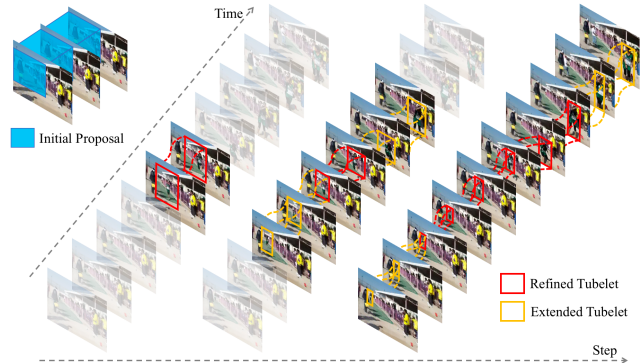 Time
Initial Proposal
Refined Tubelet
Extended Tubelet
Step